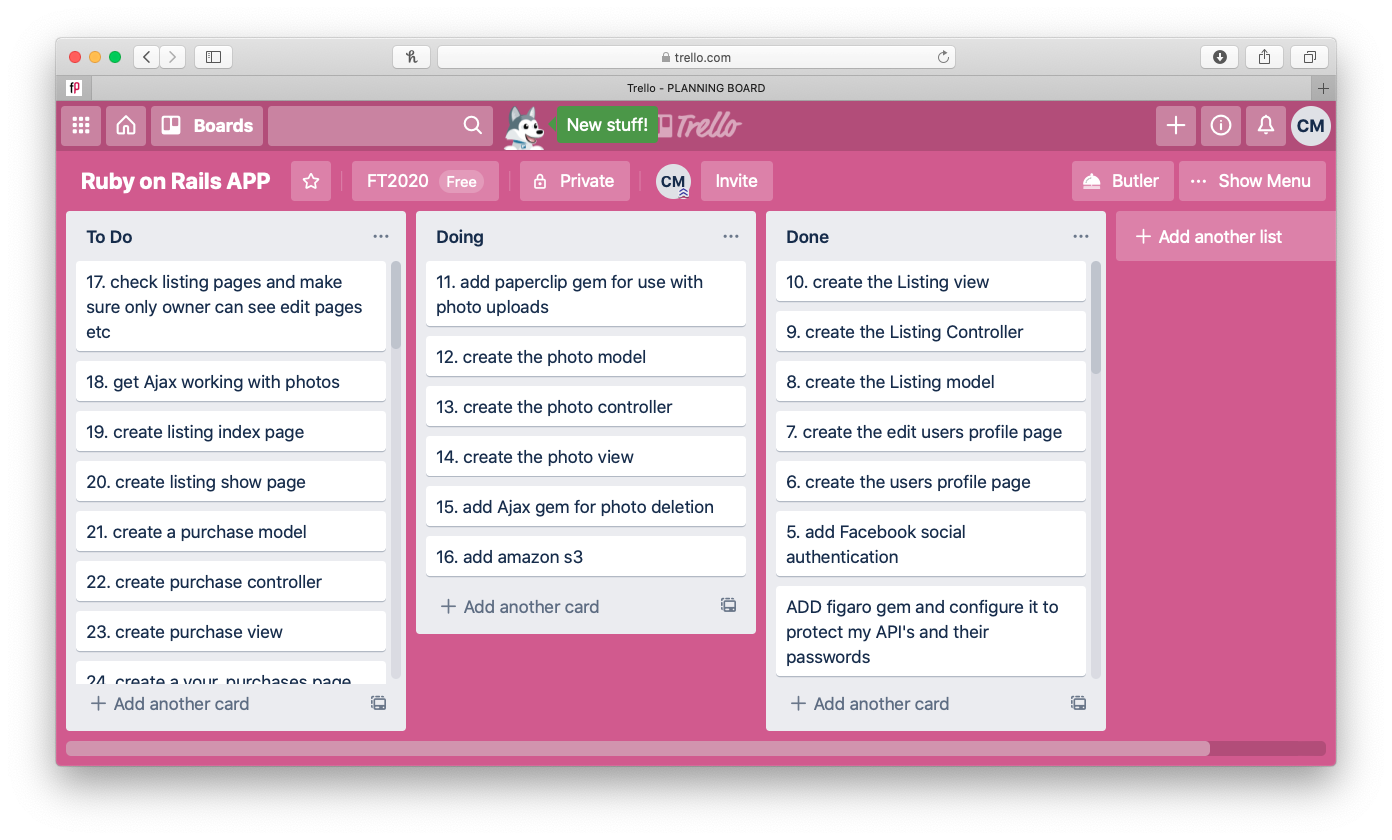 trello.com
fp
Trello - PLANNING BOARD
Boards
New stuff!
Trello
CM
Ruby on Rails APP
FT2020 Free
Private
CM
Invite
Butler
Show Menu
To Do
17. check listing pages and make
sure only owner can see edit pages
etc
18. get Ajax working with photos
19. create listing index page
20. create listing show page
21. create a purchase model
22. create purchase controller
23. create purchase view
24. create a your purchases page
+ Add another card
Doing
11. add paperclip gem for use with
photo uploads
12. create the photo model
13. create the photo controller
14. create the photo view
15. add Ajax gem for photo deletion
16. add amazon s3
+ Add another card
Done
10. create the Listing view
9. create the Listing Controller
8. create the Listing model
7. create the edit users profile page
6. create the users profile page
5. add Facebook social
authentication
ADD figaro gem and configure it to
protect my API's and their
passwords
+ Add another card
+ Add another list